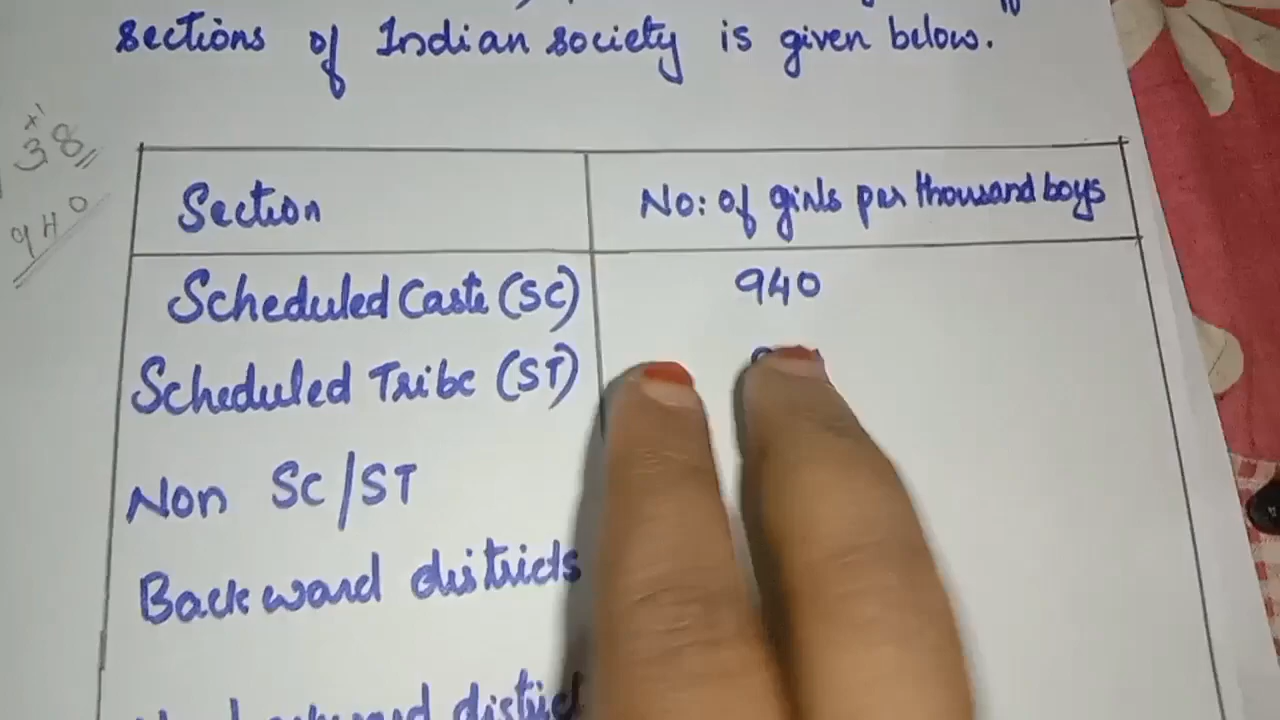 sections of Indian society is given below."
38
940
Section No: of girls per thousand boys
Scheduled Caste (SC) 940
Scheduled Tribe (ST)
Non SC/ST
Backward districts